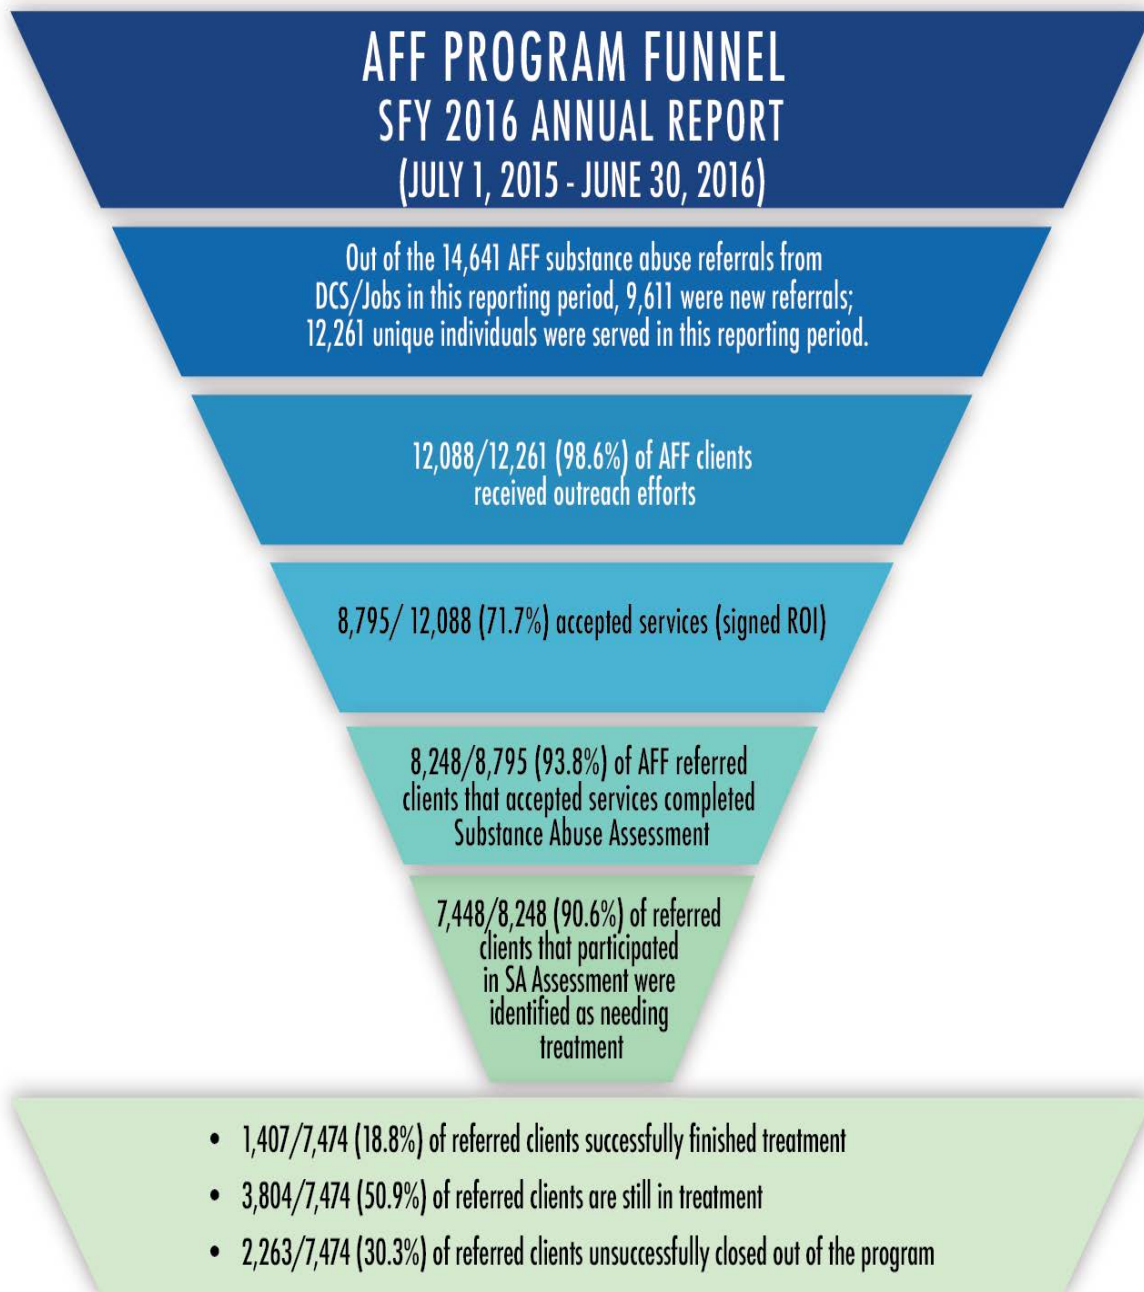 AFF PROGRAM FUNNEL
SFY 2016 ANNUAL REPORT
(JULY 1, 2015 - JUNE 30, 2016)
Out of the 14,641 AFF substance abuse referrals from
DCS/Jobs in this reporting period, 9,611 were new referrals;
12,261 unique individuals were served in this reporting period.
12,088/12,261 (98.6%) of AFF clients
received outreach efforts
8,795/ 12,088 (71.7%) accepted services (signed ROI)
8,248/8,795 (93.8%) of AFF referred
clients that accepted services completed
Substance Abuse Assessment
7,448/8,248 (90.6%) of referred
clients that participated
in SA Assessment were
identified as needing
treatment
• 1,407/7,474 (18.8%) of referred clients successfully finished treatment
• 3,804/7,474 (50.9%) of referred clients are still in treatment
• 2,263/7,474 (30.3%) of referred clients unsuccessfully closed out of the program